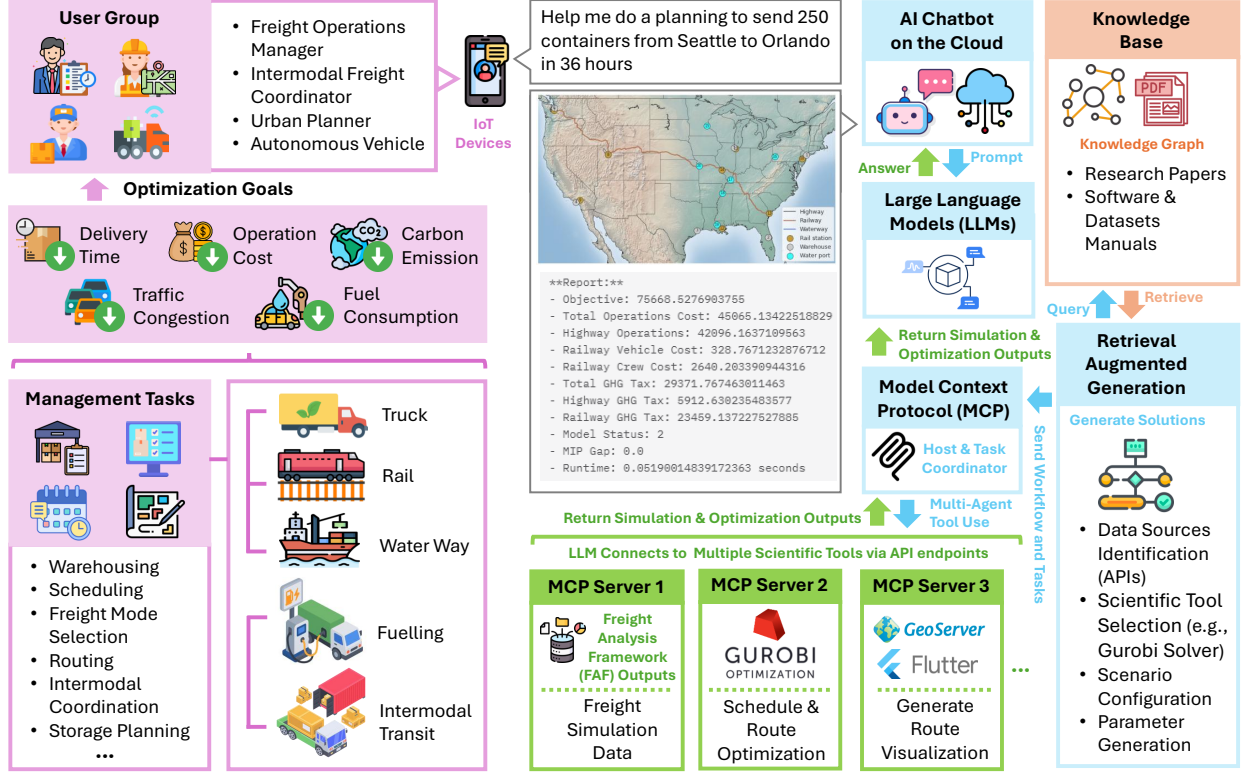 User Group
• Freight Operations
Manager
• Intermodal Freight
Coordinator
• Urban Planner
• Autonomous Vehicle
IoT
Devices
Optimization Goals
Delivery
Time
Operation
Cost
CO2
Carbon
Emission
Traffic
Congestion
Fuel
Consumption
Management Tasks
• Warehousing
• Scheduling
• Freight Mode
Selection
• Routing
• Intermodal
Coordination
• Storage Planning
...
Truck
Rail
Water Way
Fuelling
Intermodal
Transit
Help me do a planning to send 250
containers from Seattle to Orlando
in 36 hours
Highway
Railway
Waterway
Rail station
Warehouse
Water port
**Report:**
- Objective: 75668.5276903755
- Total Operations Cost: 45065.13422518829
- Highway Operations: 42096.1637109563
- Railway Vehicle Cost: 328.7671232876712
- Railway Crew Cost: 2640.203390944316
- Total GHG Tax: 29371.767463011463
- Highway GHG Tax: 5912.630235483577
- Railway GHG Tax: 23459.137227527885
- Model Status: 2
- MIP Gap: 0.0
- Runtime: 0.05190014839172363 seconds
AI Chatbot
on the Cloud
Answer
Prompt
Large Language
Models (LLMs)
Return Simulation &
Optimization Outputs
Model Context
Protocol (MCP)
Host & Task
Coordinator
Return Simulation & Optimization Outputs
Multi-Agent
Tool Use
LLM Connects to Multiple Scientific Tools via API endpoints
MCP Server 1
Freight
Analysis
Framework
(FAF) Outputs
Freight
Simulation
Data
MCP Server 2
GUROBI
OPTIMIZATION
Schedule &
Route
Optimization
MCP Server 3
GeoServer
Flutter
Generate
Route
Visualization
...
Knowledge
Base
PDF
Knowledge Graph
• Research Papers
• Software &
Datasets
Manuals
Query
Retrieve
Retrieval
Augmented
Generation
Generate Solutions
• Data Sources
Identification
(APIs)
• Scientific Tool
Selection (e.g.,
Gurobi Solver)
• Scenario
Configuration
• Parameter
Generation
Send Workflow and Tasks